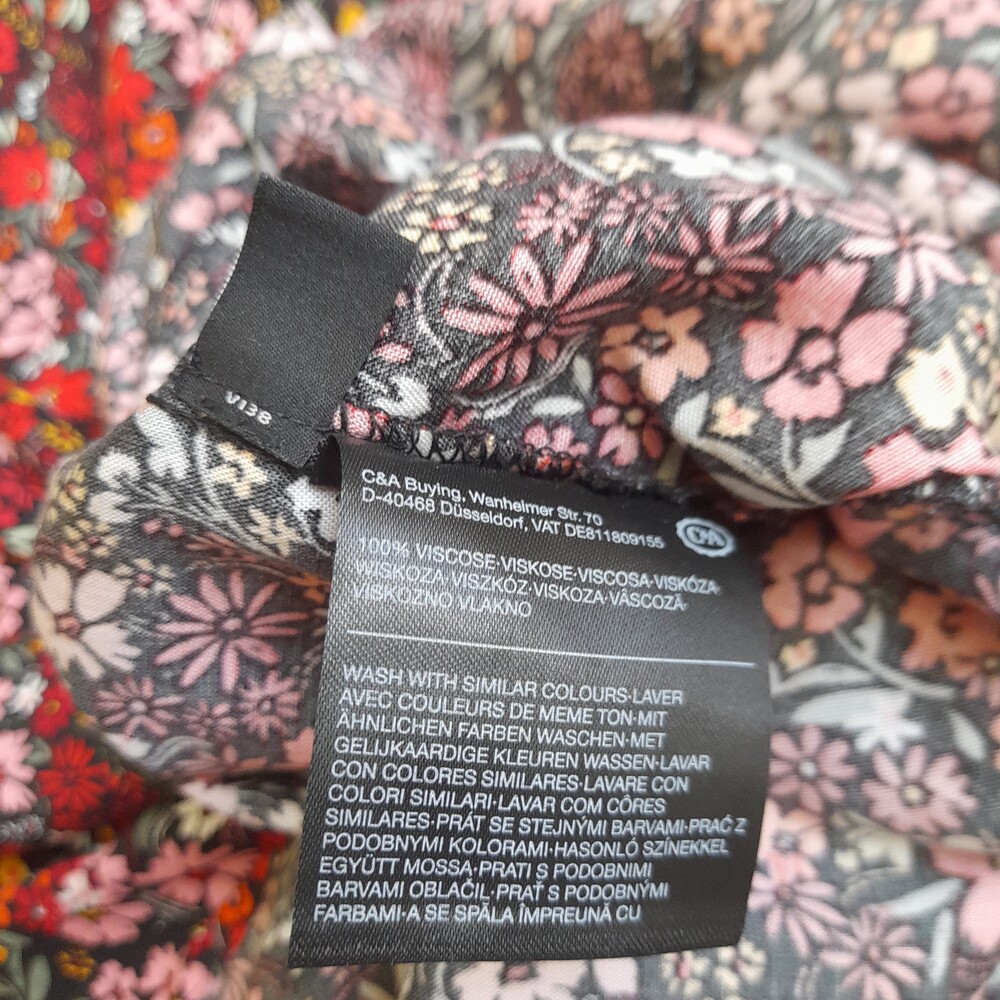 V138
C&A Buying, Wanheimer Str. 70
D-40468 Düsseldorf, VAT DE811809155
C&A
100% VISCOSE·VISKOSE·VISCOSA·VISKÓZA·
WISKOZA·VISZKÓZ·VISKOZA·VÂSCOZĂ·
VISKOZNO VLAKNO
WASH WITH SIMILAR COLOURS·LAVER
AVEC COULEURS DE MEME TON·MIT
ÄHNLICHEN FARBEN WASCHEN·MET
GELIJKAARDIGE KLEUREN WASSEN·LAVAR
CON COLORES SIMILARES·LAVARE CON
COLORI SIMILARI·LAVAR COM CÔRES
SIMILARES·PRÁT SE STEJNÝMI BARVAMI·PRAĆ Z
PODOBNYMI KOLORAMI·HASONLÓ SZÍNEKKEL
EGYÜTT MOSSA·PRATI S PODOBNIMI
BARVAMI OBLAČIL·PRAŤ S PODOBNÝMI
FARBAMI·A SE SPĂLA ÎMPREUNĂ CU